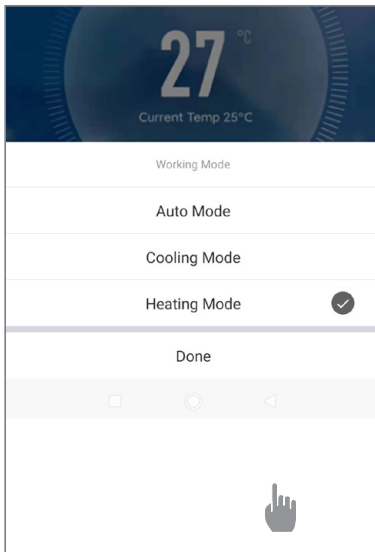 27 °C
Current Temp 25°C
Working Mode
Auto Mode
Cooling Mode
Heating Mode
Done